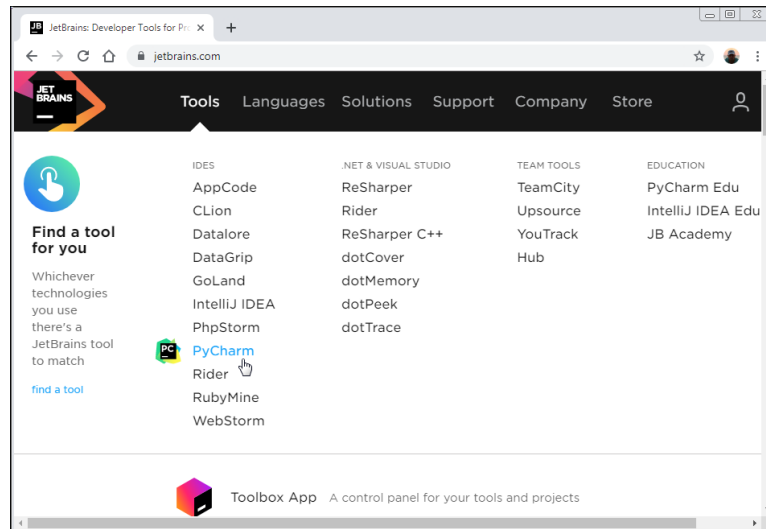 JB JetBrains: Developer Tools for Pro
jetbrains.com
JET
BRAINS
Tools Languages Solutions Support Company Store
Find a tool
for you
Whichever
technologies
you use
there's a
JetBrains tool
to match
find a tool
IDES
AppCode
CLion
Datalore
DataGrip
GoLand
IntelliJ IDEA
PhpStorm
PC PyCharm
Rider
RubyMine
WebStorm
.NET & VISUAL STUDIO
ReSharper
Rider
ReSharper C++
dotCover
dotMemory
dotPeek
dotTrace
TEAM TOOLS
TeamCity
Upsource
YouTrack
Hub
EDUCATION
PyCharm Edu
IntelliJ IDEA Edu
JB Academy
Toolbox App A control panel for your tools and projects